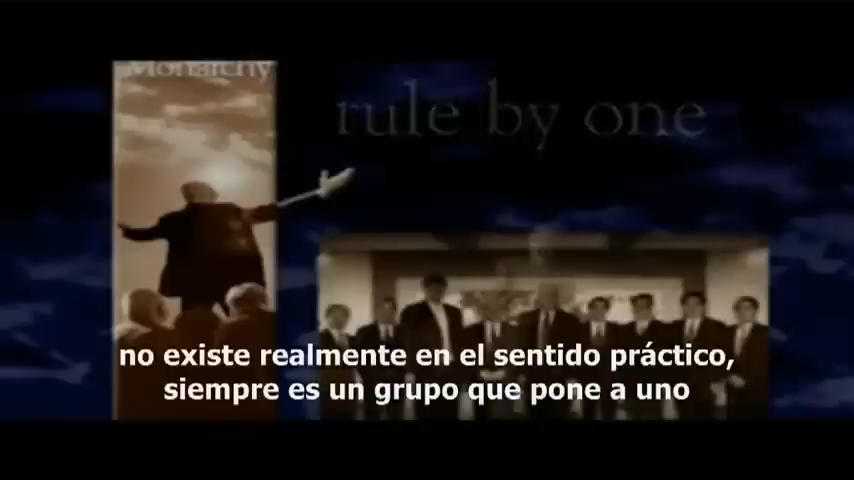 Monarchy
rule by one
no existe realmente en el sentido práctico,
siempre es un grupo que pone a uno